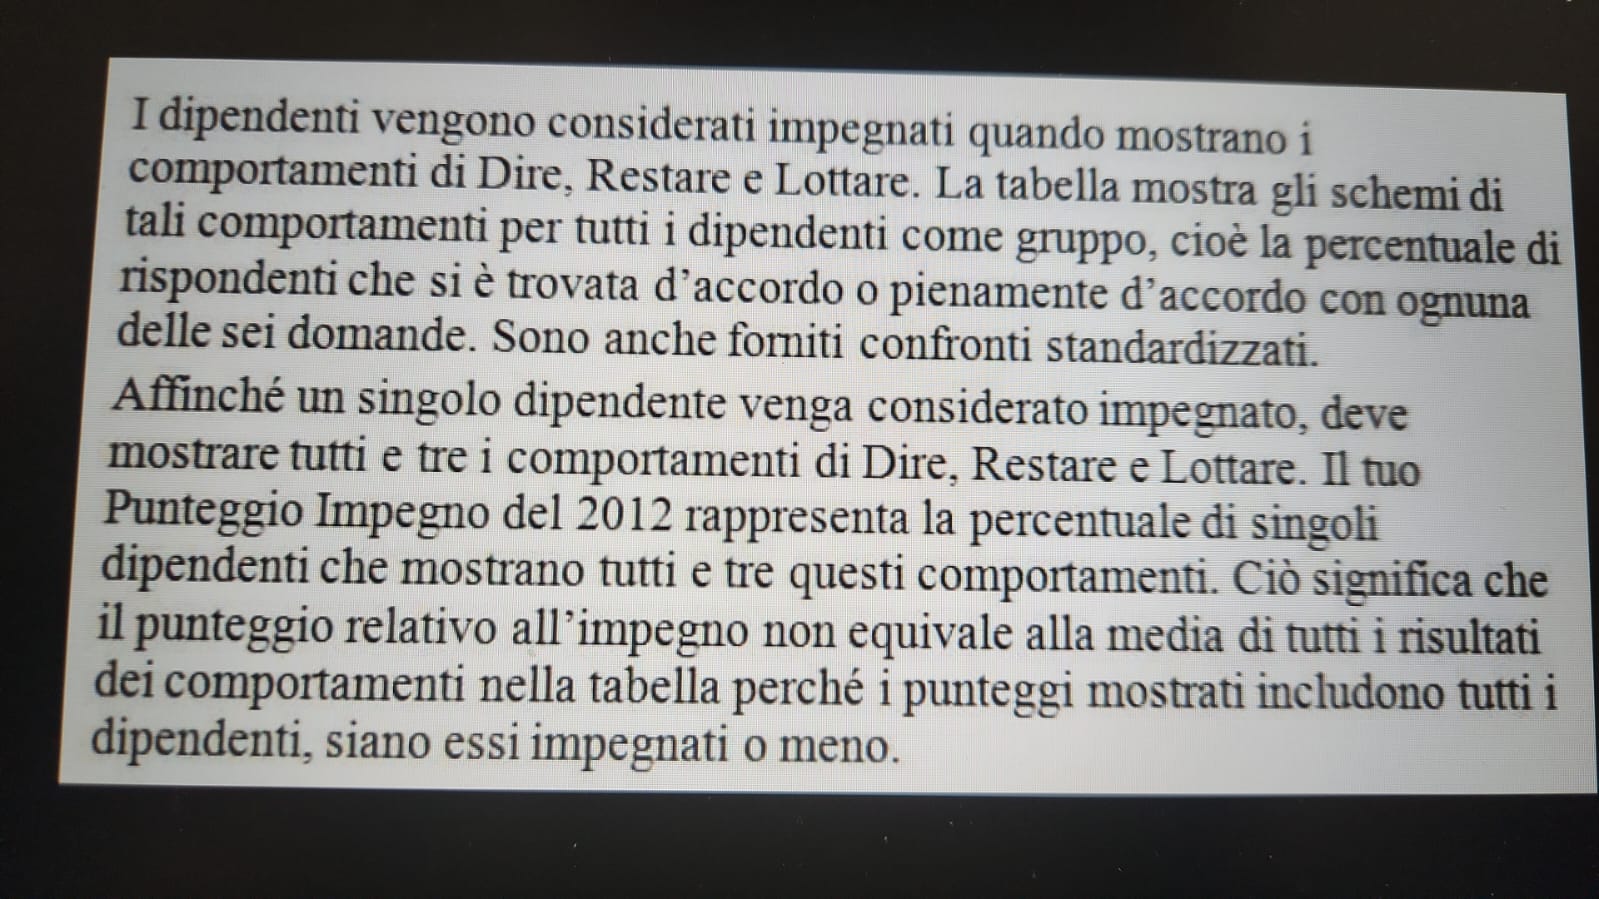 I dipendenti vengono considerati impegnati quando mostrano i
comportamenti di Dire, Restare e Lottare. La tabella mostra gli schemi di
tali comportamenti per tutti i dipendenti come gruppo, cioè la percentuale di
rispondenti che si è trovata d’accordo o pienamente d’accordo con ognuna
delle sei domande. Sono anche forniti confronti standardizzati.
Affinché un singolo dipendente venga considerato impegnato, deve
mostrare tutti e tre i comportamenti di Dire, Restare e Lottare. Il tuo
Punteggio Impegno del 2012 rappresenta la percentuale di singoli
dipendenti che mostrano tutti e tre questi comportamenti. Ciò significa che
il punteggio relativo all’impegno non equivale alla media di tutti i risultati
dei comportamenti nella tabella perché i punteggi mostrati includono tutti i
dipendenti, siano essi impegnati o meno.